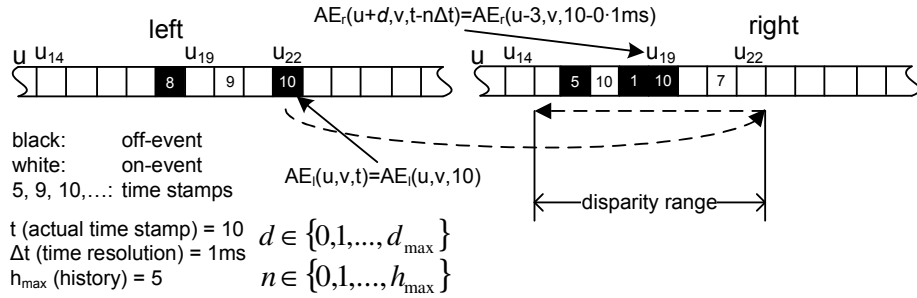 AEr(u+d,v,t-nΔt)=AEr(u-3,v,10-0·1ms)
left
right
u u14 u19 u22
u u14 u19 u22
8 9 10
5 10 1 10 7
black: off-event
white: on-event
5, 9, 10,...: time stamps
AEl(u,v,t)=AEl(u,v,10)
disparity range
t (actual time stamp) = 10
Δt (time resolution) = 1ms
hmax (history) = 5
d ∈ {0,1,...,dmax}
n ∈ {0,1,...,hmax}